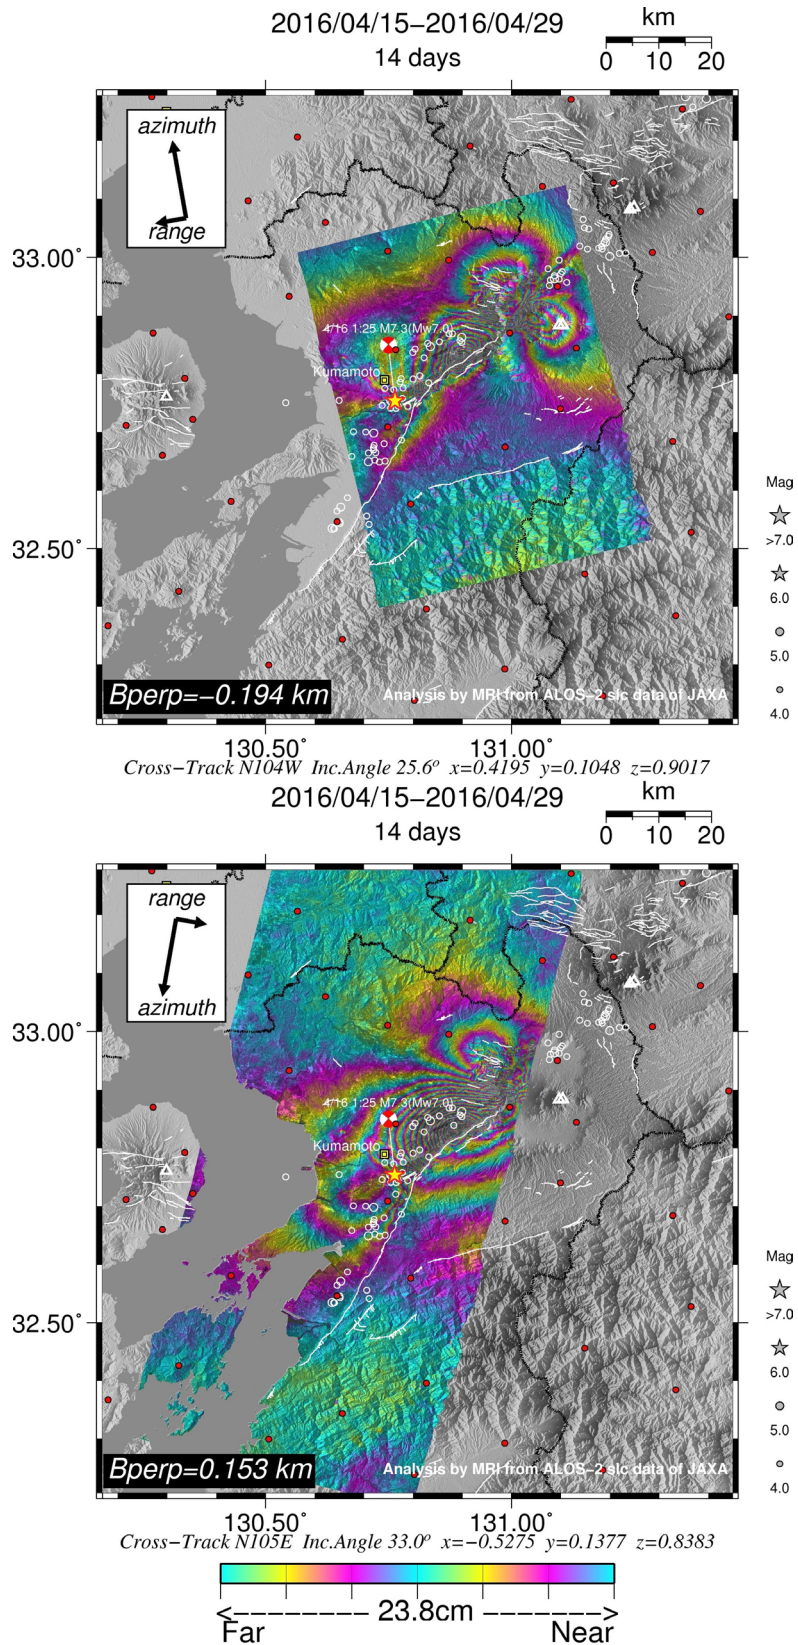 2016/04/15−2016/04/29
14 days
km
0 10 20
azimuth
range
33.00˚
4/16 1:25 M7.3(Mw7.0)
Kumamoto
32.50˚
Mag
>7.0
6.0
5.0
4.0
Bperp=−0.194 km
Analysis by MRI from ALOS−2 slc data of JAXA
130.50˚ 131.00˚
Cross−Track N104W Inc.Angle 25.6° x=0.4195 y=0.1048 z=0.9017
2016/04/15−2016/04/29
14 days
km
0 10 20
range
azimuth
33.00˚
4/16 1:25 M7.3(Mw7.0)
Kumamoto
32.50˚
Mag
>7.0
6.0
5.0
4.0
Bperp=0.153 km
Analysis by MRI from ALOS−2 slc data of JAXA
130.50˚ 131.00˚
Cross−Track N105E Inc.Angle 33.0° x=−0.5275 y=0.1377 z=0.8383
<−−−−−−−− 23.8cm −−−−−−−−>
Far Near